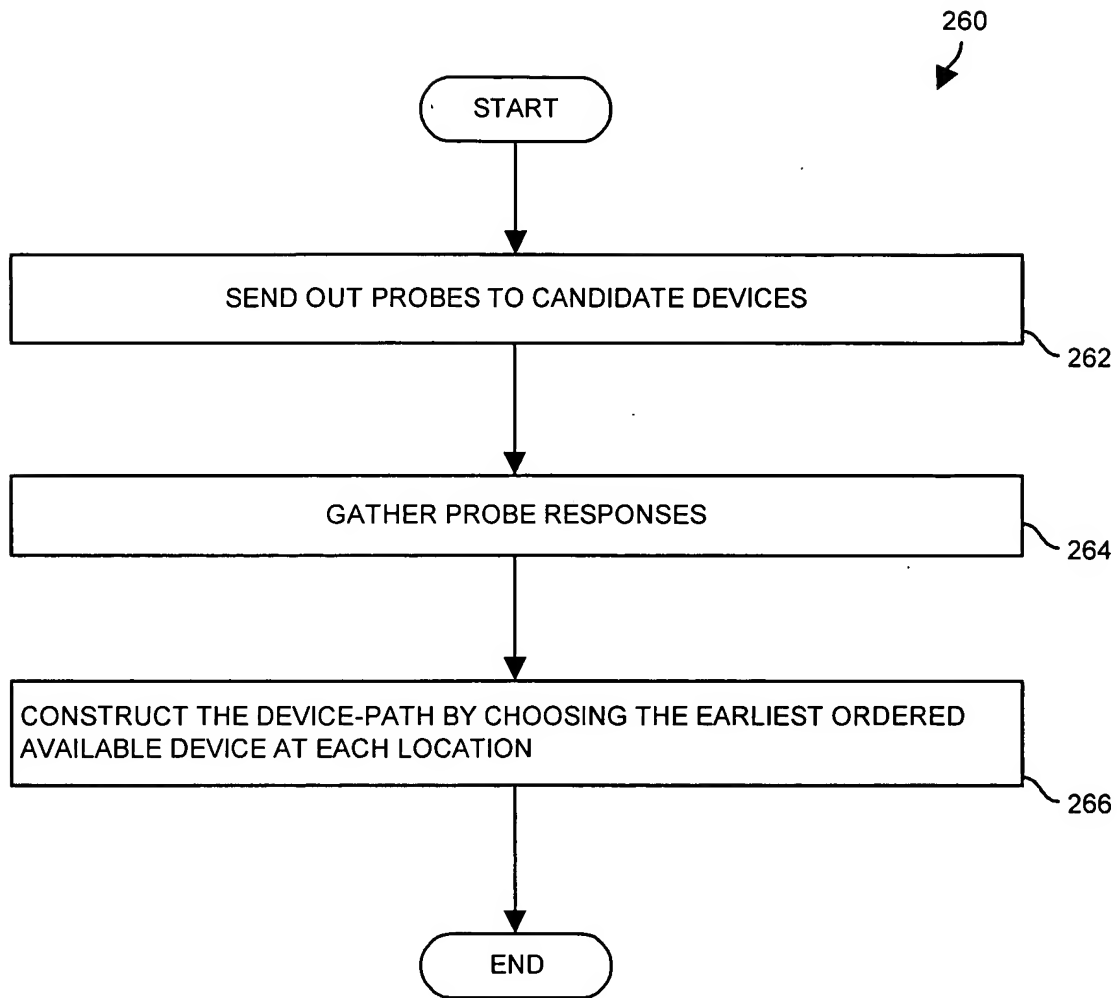 260
START
SEND OUT PROBES TO CANDIDATE DEVICES
262
GATHER PROBE RESPONSES
264
CONSTRUCT THE DEVICE-PATH BY CHOOSING THE EARLIEST ORDERED
AVAILABLE DEVICE AT EACH LOCATION
266
END